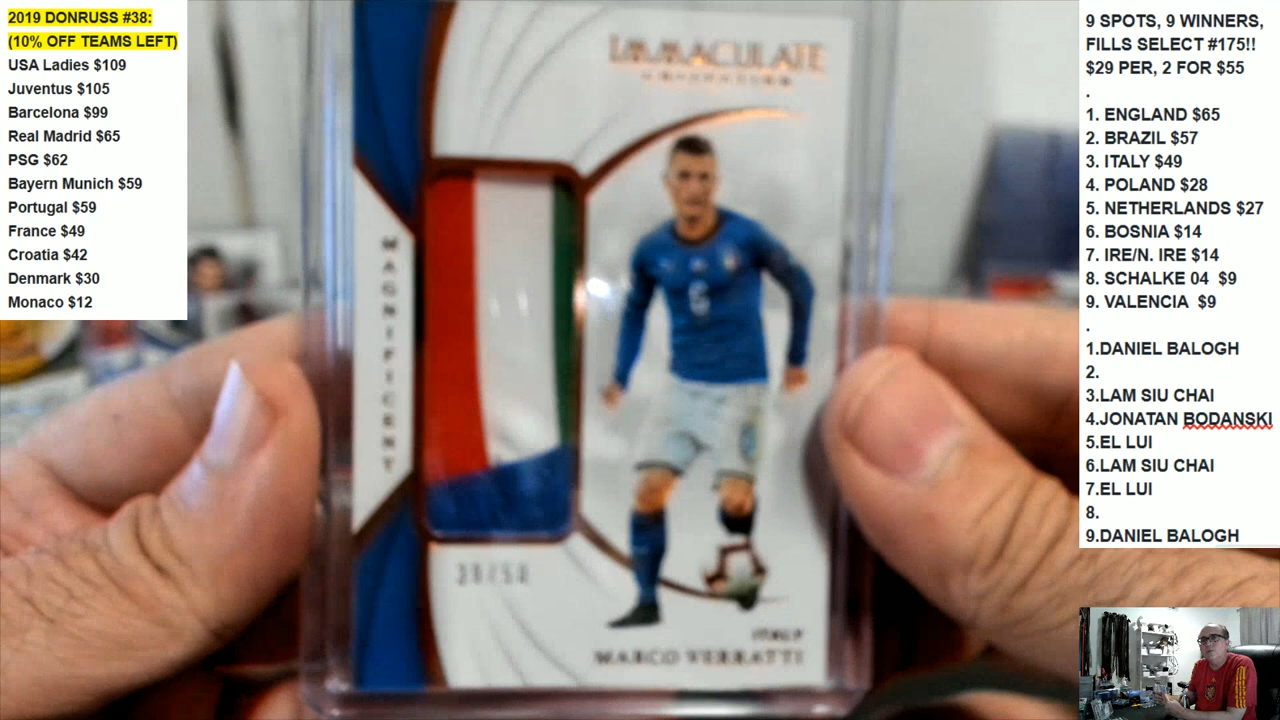 2019 DONRUSS #38:
(10% OFF TEAMS LEFT)
USA Ladies $109
Juventus $105
Barcelona $99
Real Madrid $65
PSG $62
Bayern Munich $59
Portugal $59
France $49
Croatia $42
Denmark $30
Monaco $12
IMMACULATE
COLLECTION
MAGNIFICENT
6
ITALY
MARCO VERRATTI
9 SPOTS, 9 WINNERS,
FILLS SELECT #175!!
$29 PER, 2 FOR $55
.
1. ENGLAND $65
2. BRAZIL $57
3. ITALY $49
4. POLAND $28
5. NETHERLANDS $27
6. BOSNIA $14
7. IRE/N. IRE $14
8. SCHALKE 04 $9
9. VALENCIA $9
.
1.DANIEL BALOGH
2.
3.LAM SIU CHAI
4.JONATAN BODANSKI
5.EL LUI
6.LAM SIU CHAI
7.EL LUI
8.
9.DANIEL BALOGH